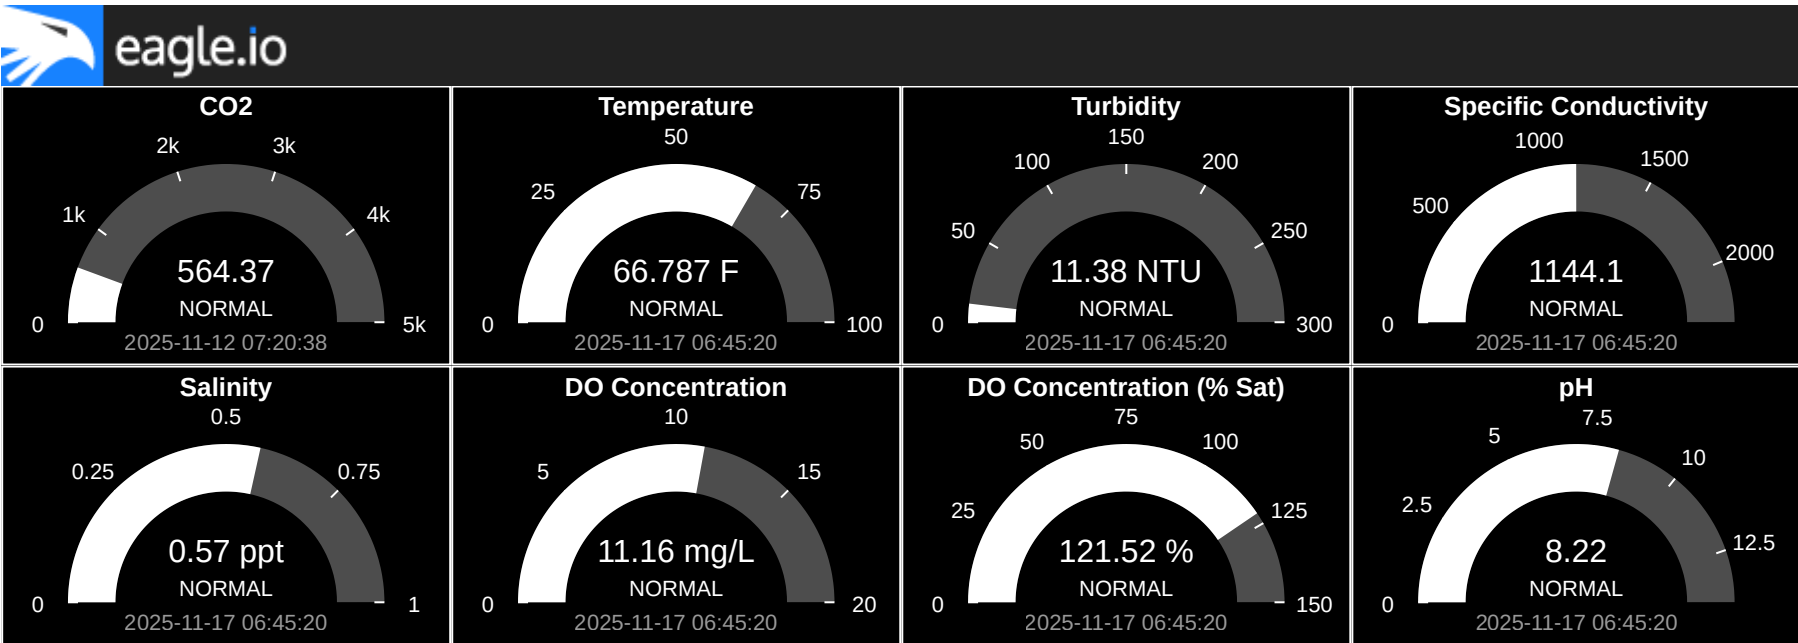 eagle.io
CO2
0
1k
2k
3k
4k
5k
564.37
NORMAL
2025-11-12 07:20:38
Temperature
0
25
50
75
100
66.787 F
NORMAL
2025-11-17 06:45:20
Turbidity
0
50
100
150
200
250
300
11.38 NTU
NORMAL
2025-11-17 06:45:20
Specific Conductivity
0
500
1000
1500
2000
1144.1
NORMAL
2025-11-17 06:45:20
Salinity
0
0.25
0.5
0.75
1
0.57 ppt
NORMAL
2025-11-17 06:45:20
DO Concentration
0
5
10
15
20
11.16 mg/L
NORMAL
2025-11-17 06:45:20
DO Concentration (% Sat)
0
25
50
75
100
125
150
121.52 %
NORMAL
2025-11-17 06:45:20
pH
0
2.5
5
7.5
10
12.5
8.22
NORMAL
2025-11-17 06:45:20